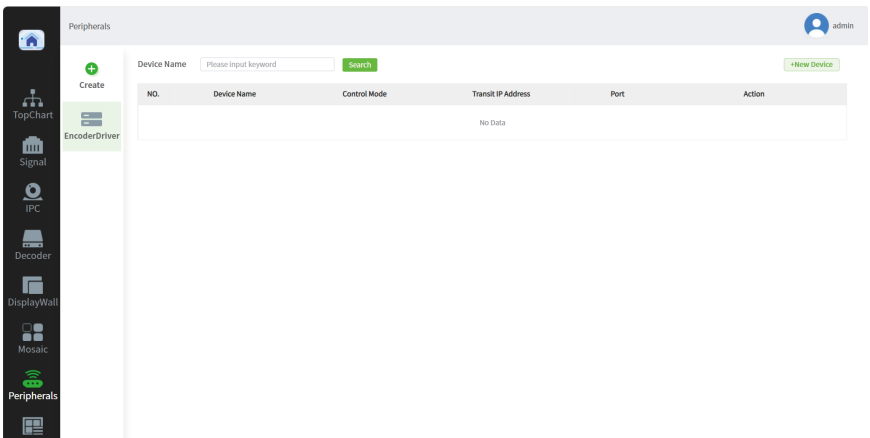 Peripherals
admin
TopChart
Signal
IPC
Decoder
DisplayWall
Mosaic
Peripherals
Create
EncoderDriver
Device Name Please input keyword Search +New Device
NO. Device Name Control Mode Transit IP Address Port Action
No Data